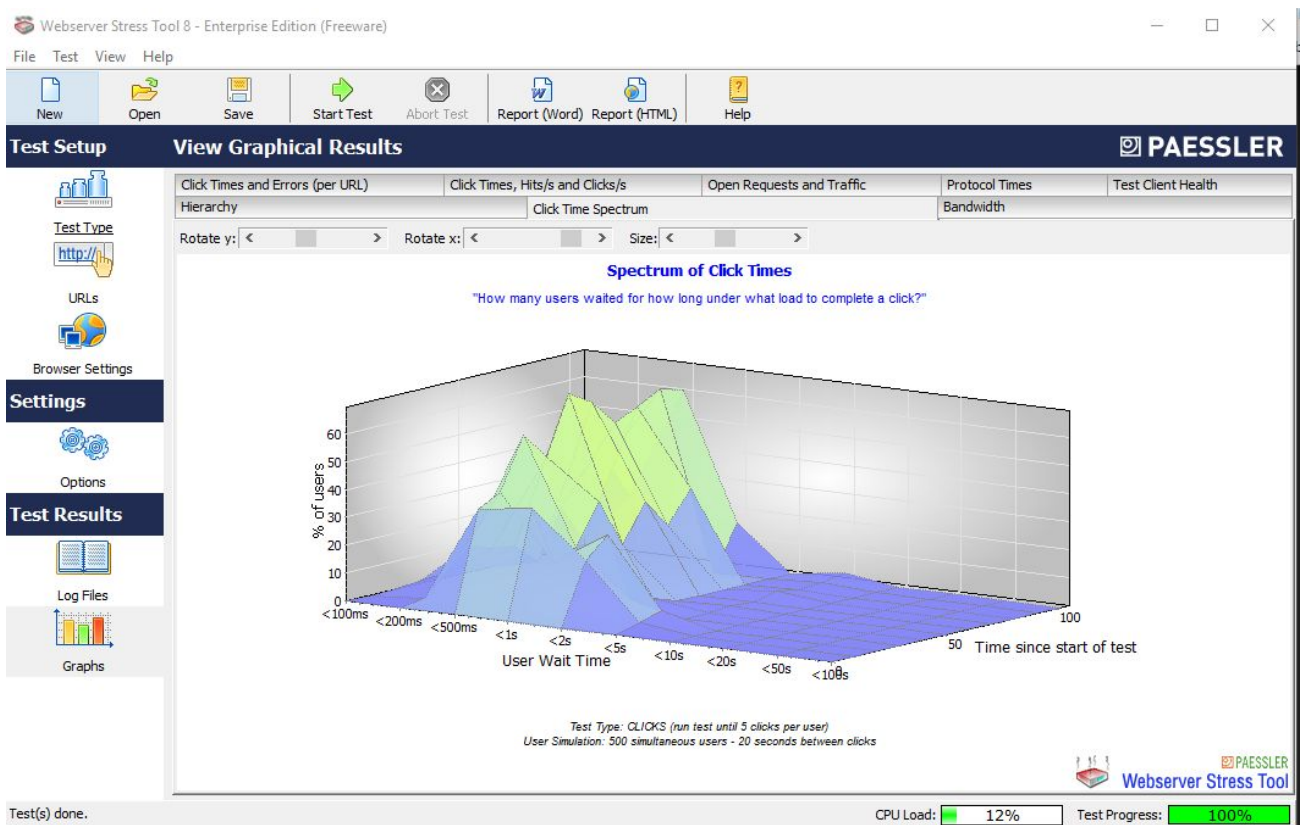 Webserver Stress Tool 8 - Enterprise Edition (Freeware)
File Test View Help
New Open Save Start Test Abort Test Report (Word) Report (HTML) Help
Test Setup
View Graphical Results
PAESSLER
Test Type
http://
URLs
Browser Settings
Settings
Options
Test Results
Log Files
Graphs
Click Times and Errors (per URL) Click Times, Hits/s and Clicks/s Open Requests and Traffic Protocol Times Test Client Health
Hierarchy Click Time Spectrum Bandwidth
Rotate y: < > Rotate x: < > Size: < >
Spectrum of Click Times
"How many users waited for how long under what load to complete a click?"
% of users
60
50
40
30
20
10
0
<100ms <200ms <500ms <1s <2s <5s <10s <20s <50s
User Wait Time
50
100
Time since start of test
Test Type: CLICKS (run test until 5 clicks per user)
User Simulation: 500 simultaneous users - 20 seconds between clicks
PAESSLER
Webserver Stress Tool
Test(s) done.
CPU Load: 12% Test Progress: 100%